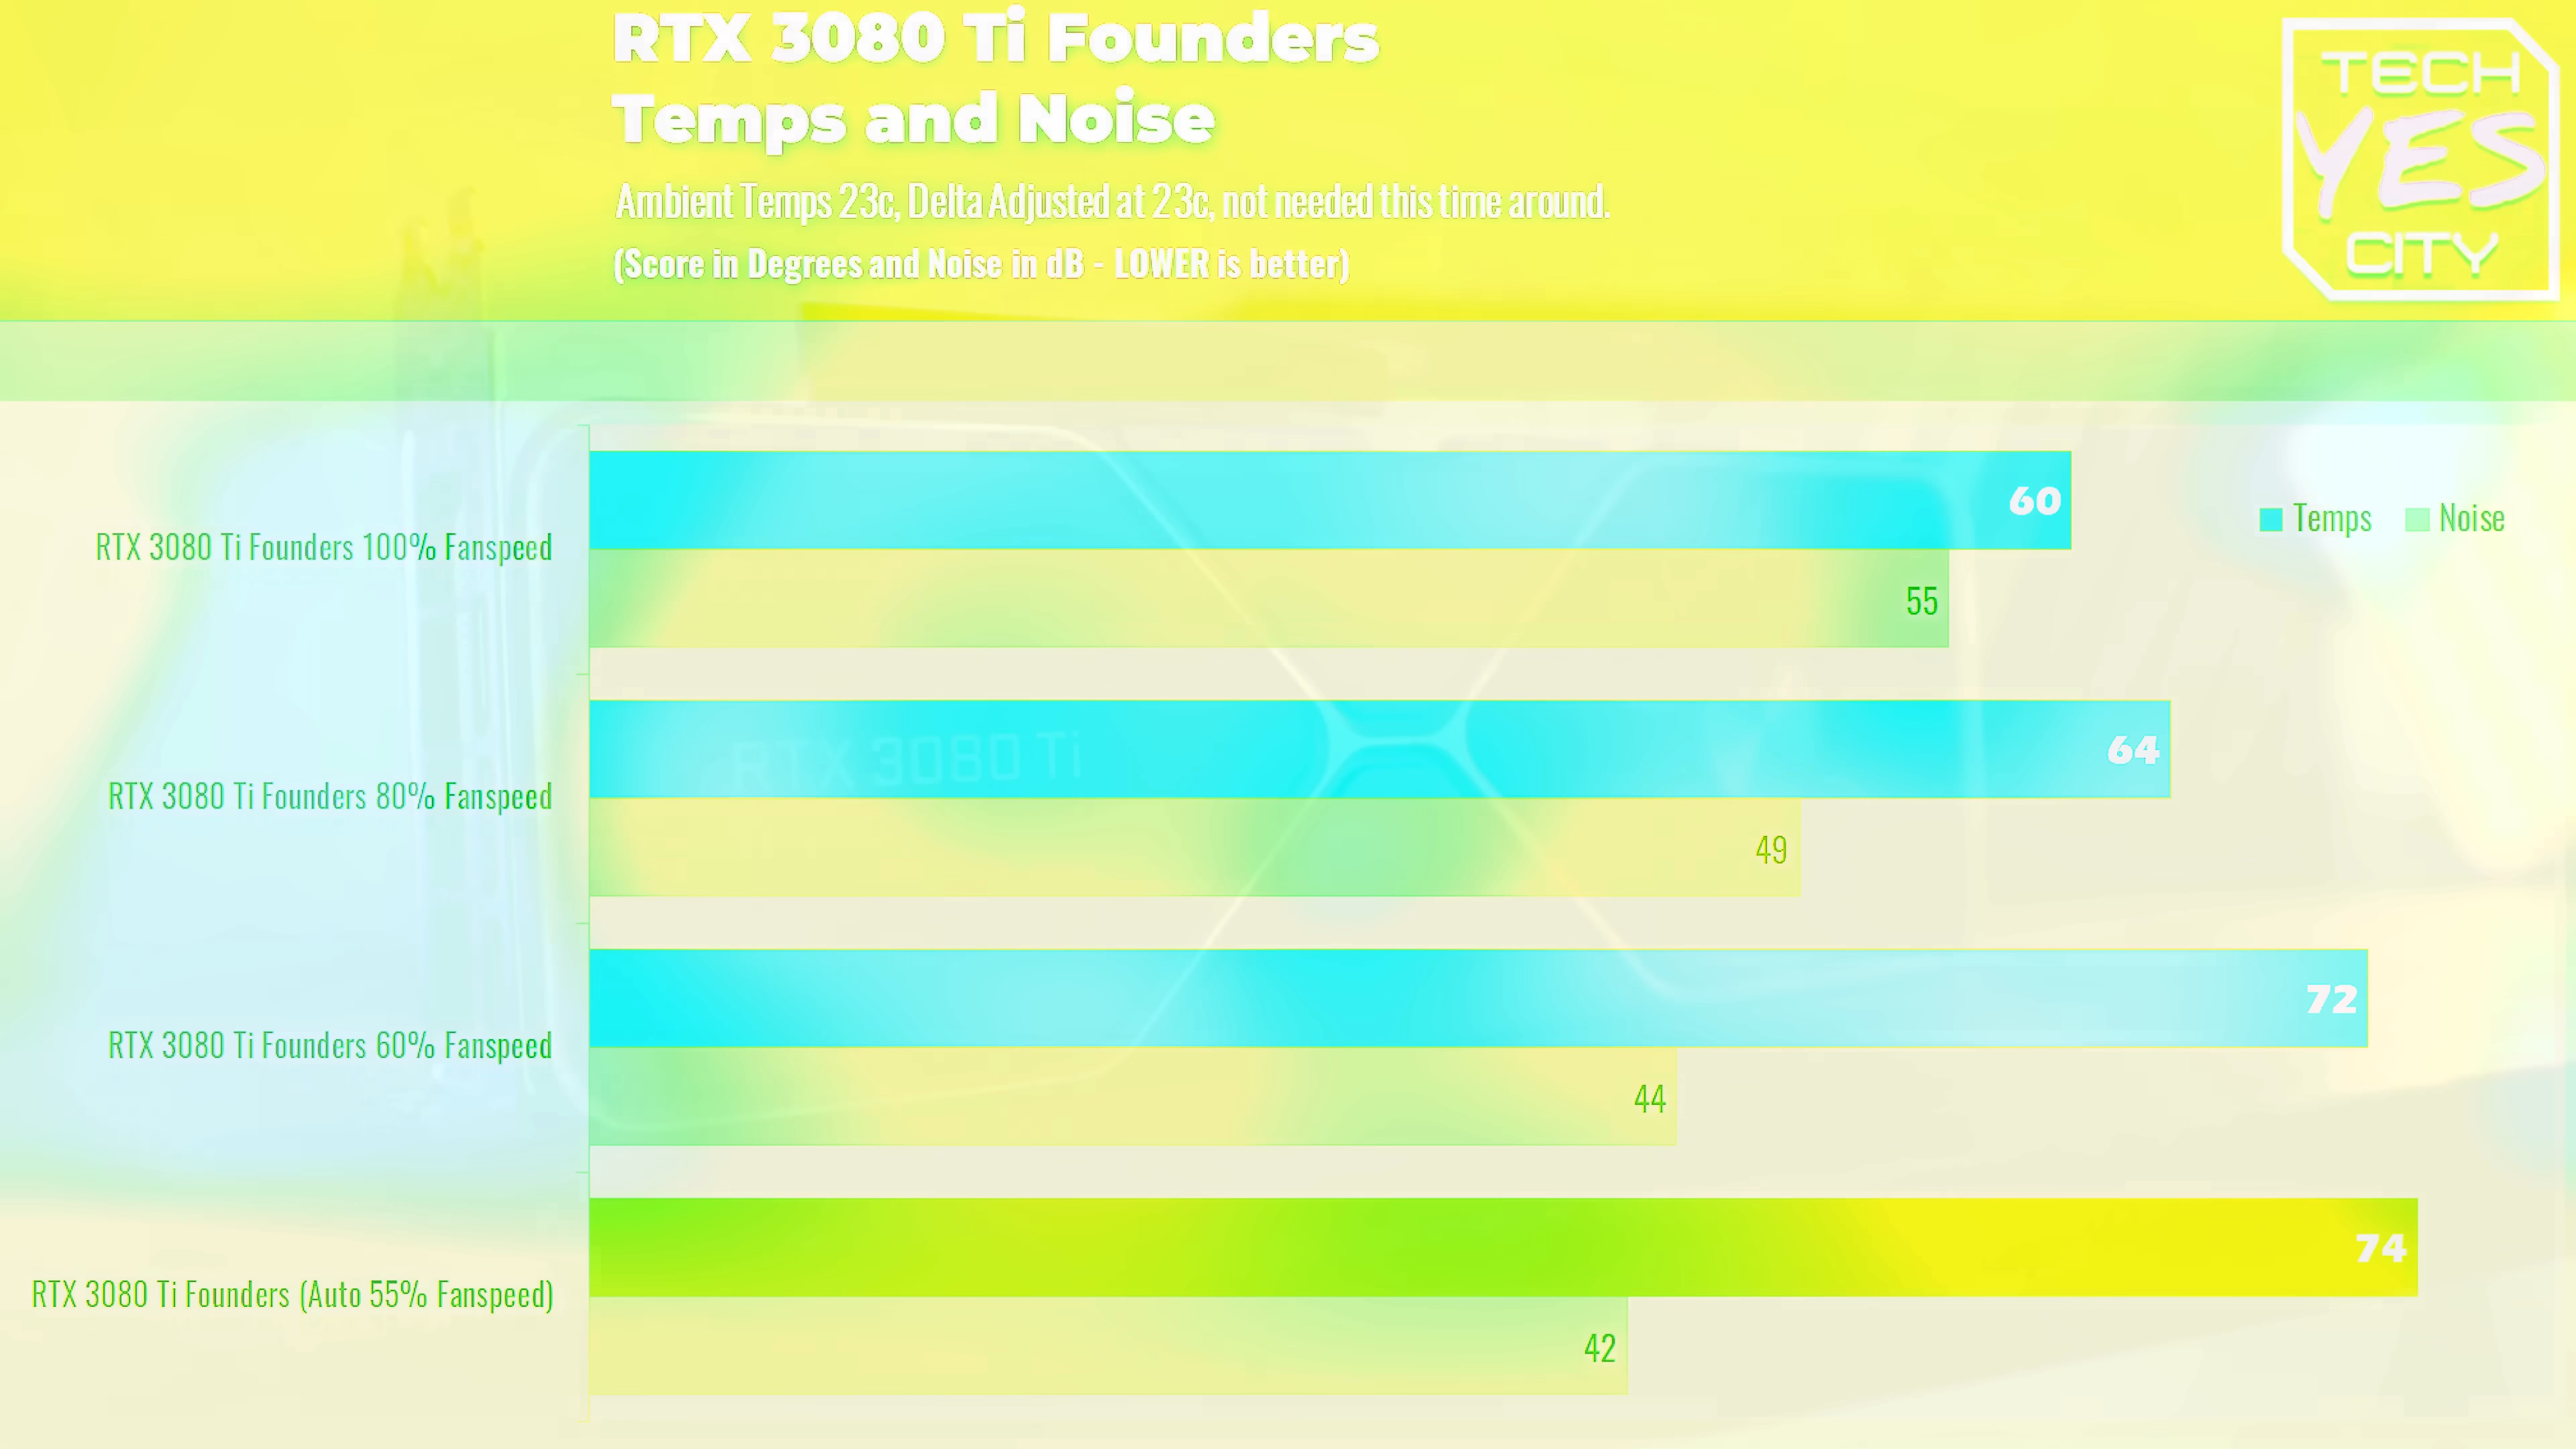 RTX 3080 Ti Founders
Temps and Noise
Ambient Temps 23c, Delta Adjusted at 23c, not needed this time around.
(Score in Degrees and Noise in dB - LOWER is better)
TECH
YES
CITY
60
Temps
Noise
RTX 3080 Ti Founders 100% Fanspeed
55
64
RTX 3080 Ti
RTX 3080 Ti Founders 80% Fanspeed
49
72
RTX 3080 Ti Founders 60% Fanspeed
44
74
RTX 3080 Ti Founders (Auto 55% Fanspeed)
42